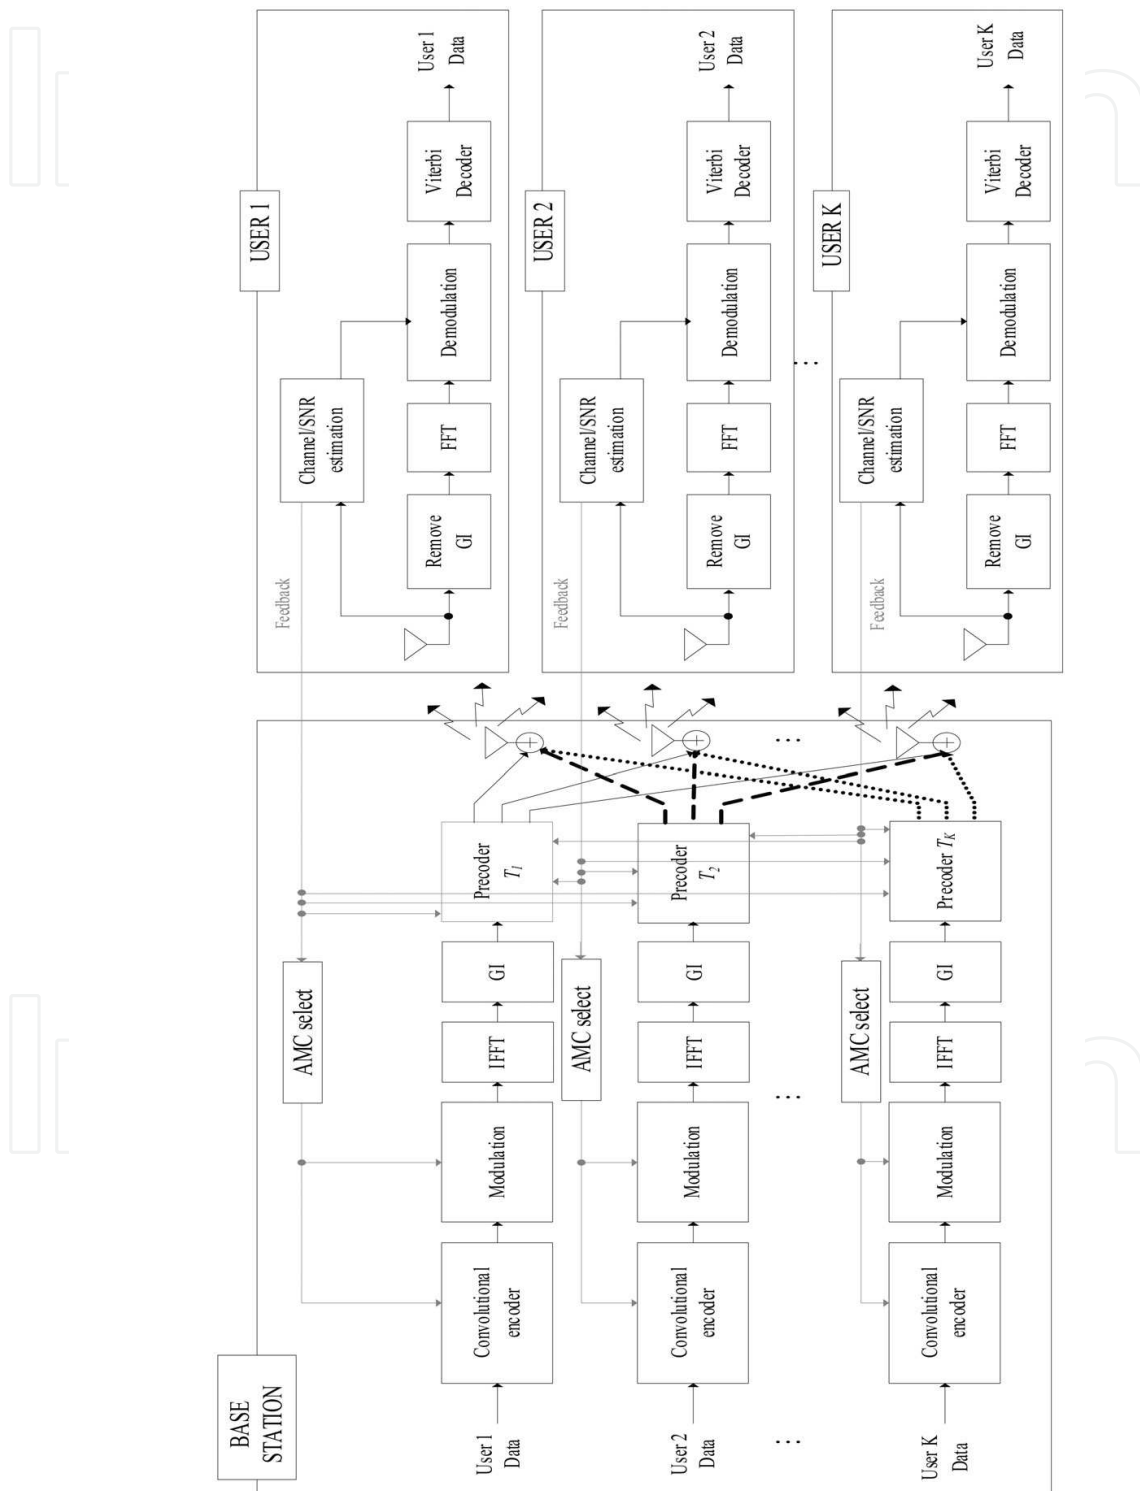 BASE
STATION
User 1
Data
Convolutional
encoder
Modulation
IFFT
GI
Precoder
T1
AMC select
User 2
Data
Convolutional
encoder
Modulation
IFFT
GI
Precoder
T2
AMC select
...
...
...
User K
Data
Convolutional
encoder
Modulation
IFFT
GI
Precoder TK
AMC select
USER 1
Feedback
Channel/SNR
estimation
Remove
GI
FFT
Demodulation
Viterbi
Decoder
User 1
Data
USER 2
Feedback
Channel/SNR
estimation
Remove
GI
FFT
Demodulation
Viterbi
Decoder
User 2
Data
...
USER K
Feedback
Channel/SNR
estimation
Remove
GI
FFT
Demodulation
Viterbi
Decoder
User K
Data